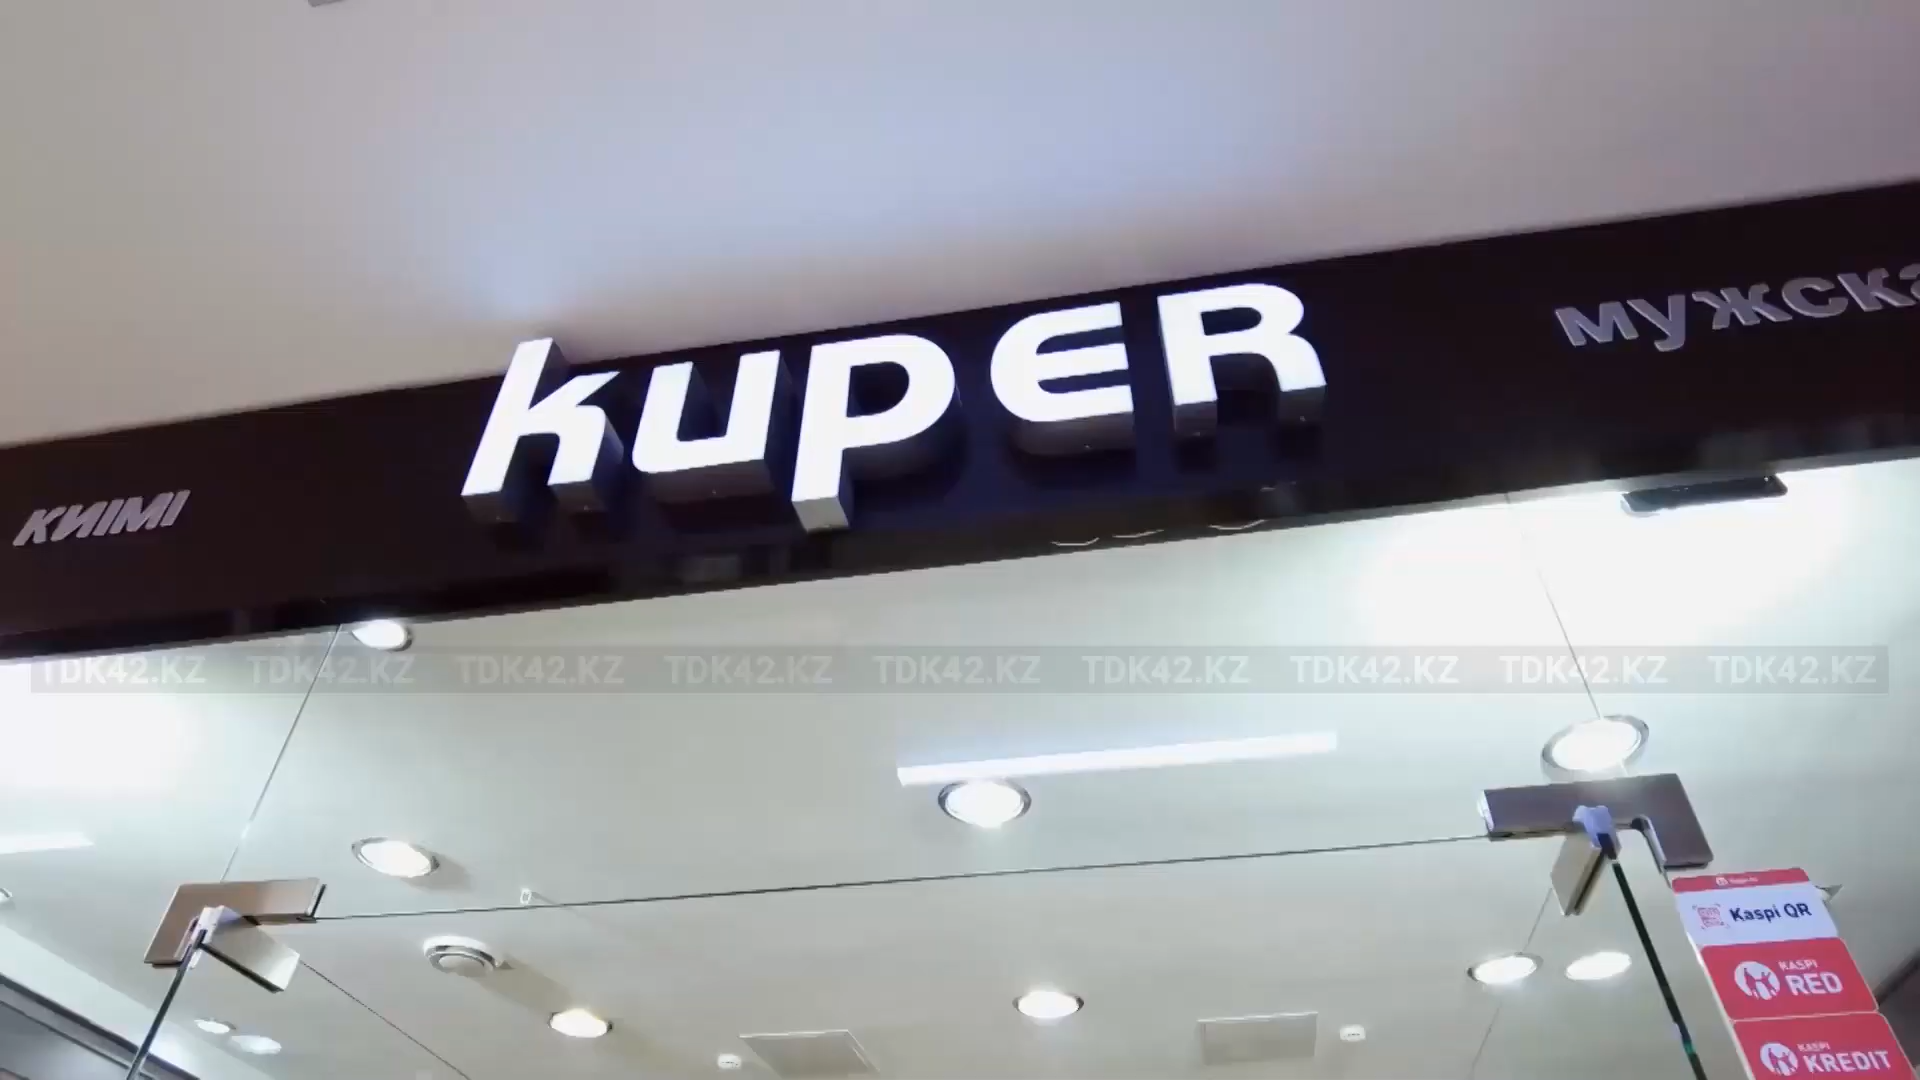 kupER
мужска
киімі
TDK42.KZ TDK42.KZ TDK42.KZ TDK42.KZ TDK42.KZ TDK42.KZ TDK42.KZ TDK42.KZ TDK42.KZ
Kaspi QR
KASPI
RED
KASPI
KREDIT